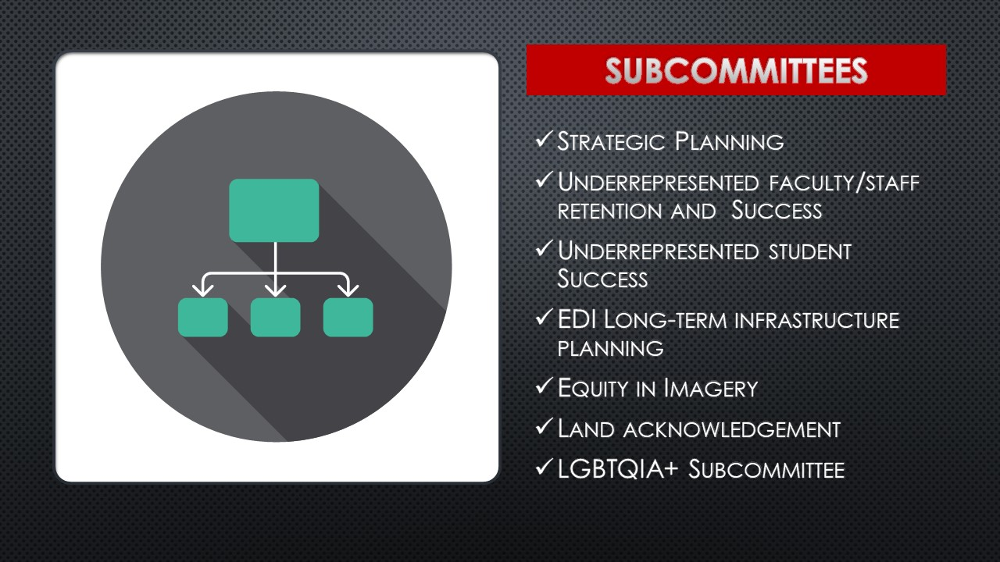 SUBCOMMITTEES
✓ Strategic Planning
✓ Underrepresented faculty/staff
retention and  Success
✓ Underrepresented student
Success
✓ EDI Long-term infrastructure
planning
✓ Equity in Imagery
✓ Land acknowledgement
✓ LGBTQIA+ Subcommittee